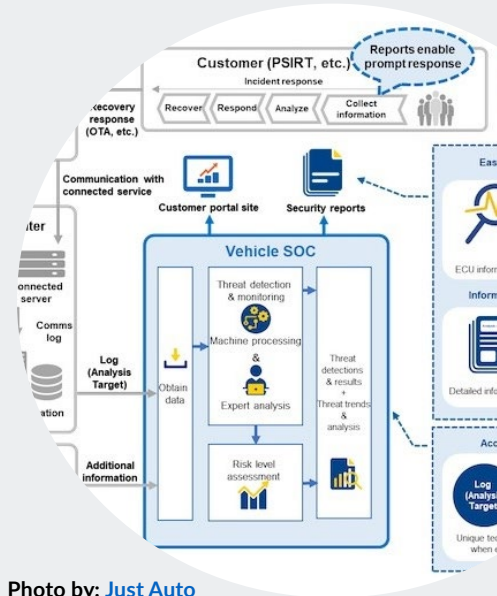 Reports enable
prompt response
Customer (PSIRT, etc.)
Incident response
Recover
Respond
Analyze
Collect
information
Recovery
response
(OTA, etc.)
Communication with
connected service
Customer portal site
Security reports
server
Comms
log
Log
(Analysis
Target)
Additional
information
Vehicle SOC
Obtain
data
Threat detection
& monitoring
Machine processing
&
Expert analysis
Risk level
assessment
Threat
detections
& results
+
Threat trends
&
analysis
ECU
Detailed
Log
(Analysis
Target)
Unique
when
Photo by: Just Auto